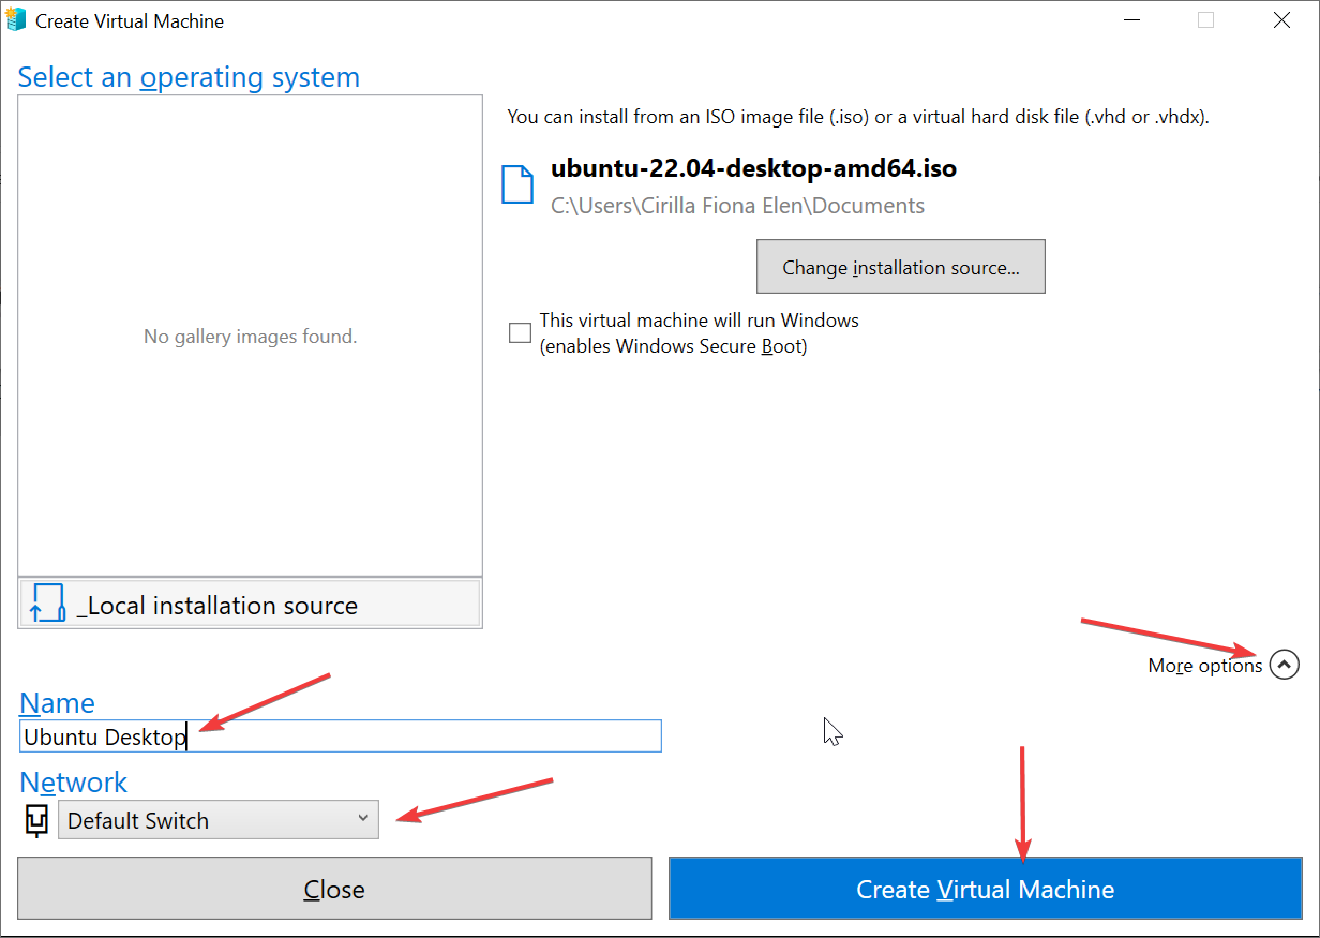 Create Virtual Machine
Select an operating system
No gallery images found.
_Local installation source
You can install from an ISO image file (.iso) or a virtual hard disk file (.vhd or .vhdx).
ubuntu-22.04-desktop-amd64.iso
C:\Users\Cirilla Fiona Elen\Documents
Change installation source...
This virtual machine will run Windows
(enables Windows Secure Boot)
More options
Name
Ubuntu Desktop
Network
Default Switch
Close
Create Virtual Machine